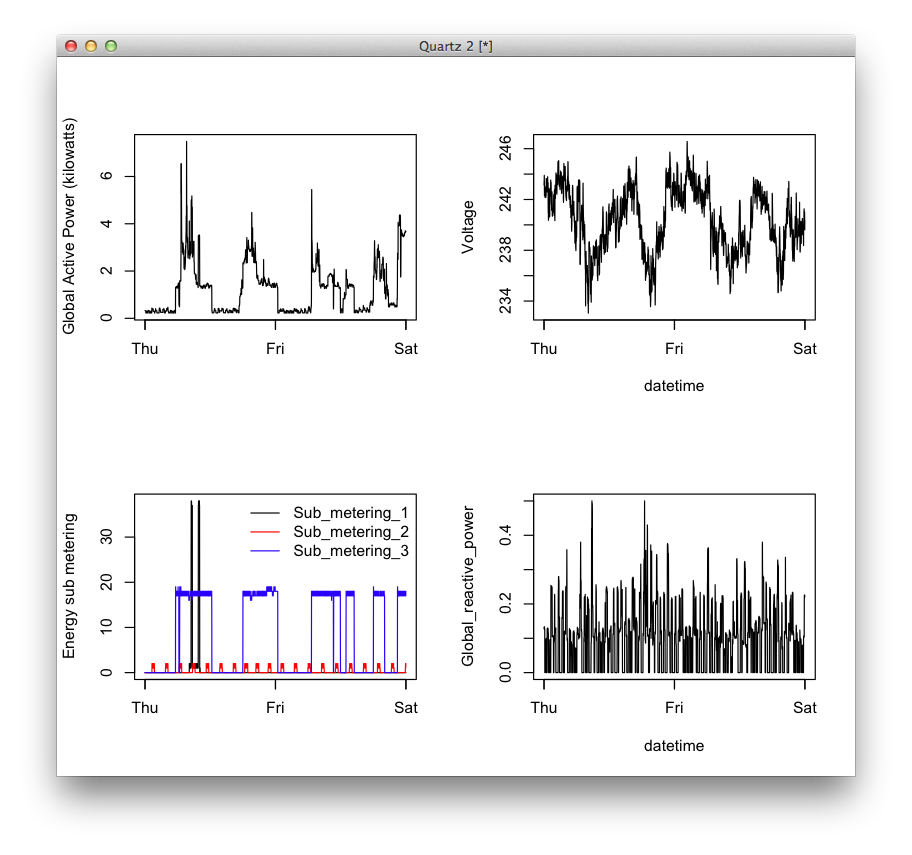 Quartz 2 [*]
Global Active Power (kilowatts)
6
4
2
0
Thu Fri Sat
Voltage
246
242
238
234
Thu Fri Sat
datetime
Energy sub metering
30
20
10
0
Sub_metering_1
Sub_metering_2
Sub_metering_3
Thu Fri Sat
Global_reactive_power
0.4
0.2
0.0
Thu Fri Sat
datetime